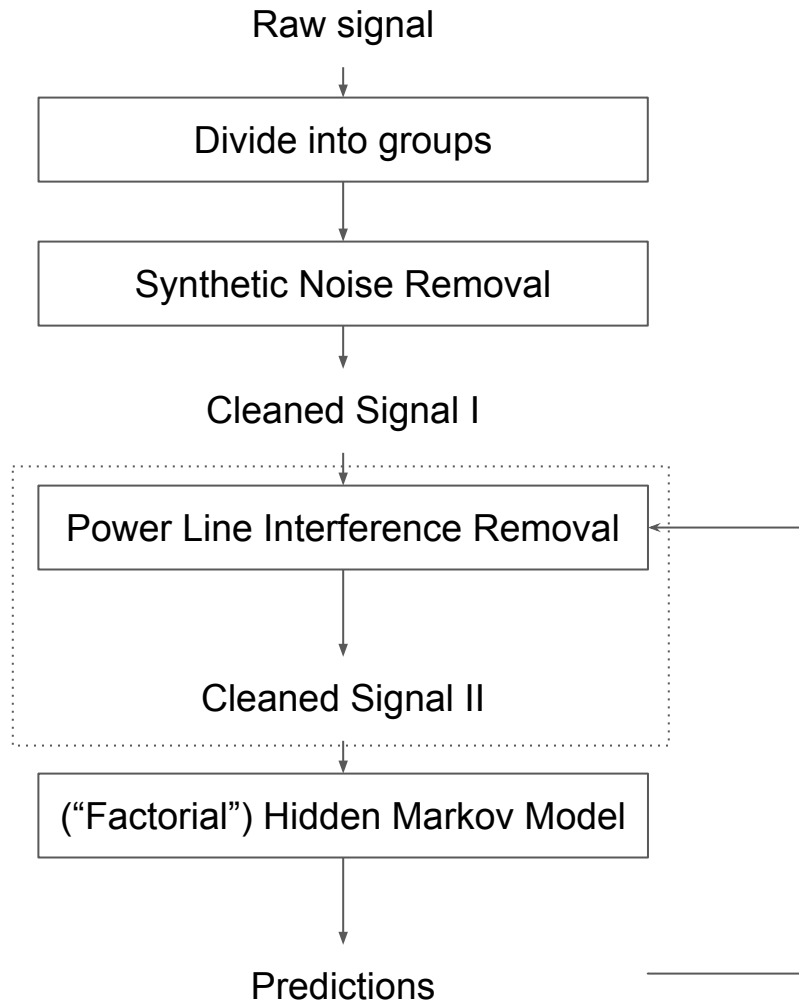 Raw signal
Divide into groups
Synthetic Noise Removal
Cleaned Signal I
Power Line Interference Removal
Cleaned Signal II
(“Factorial”) Hidden Markov Model
Predictions